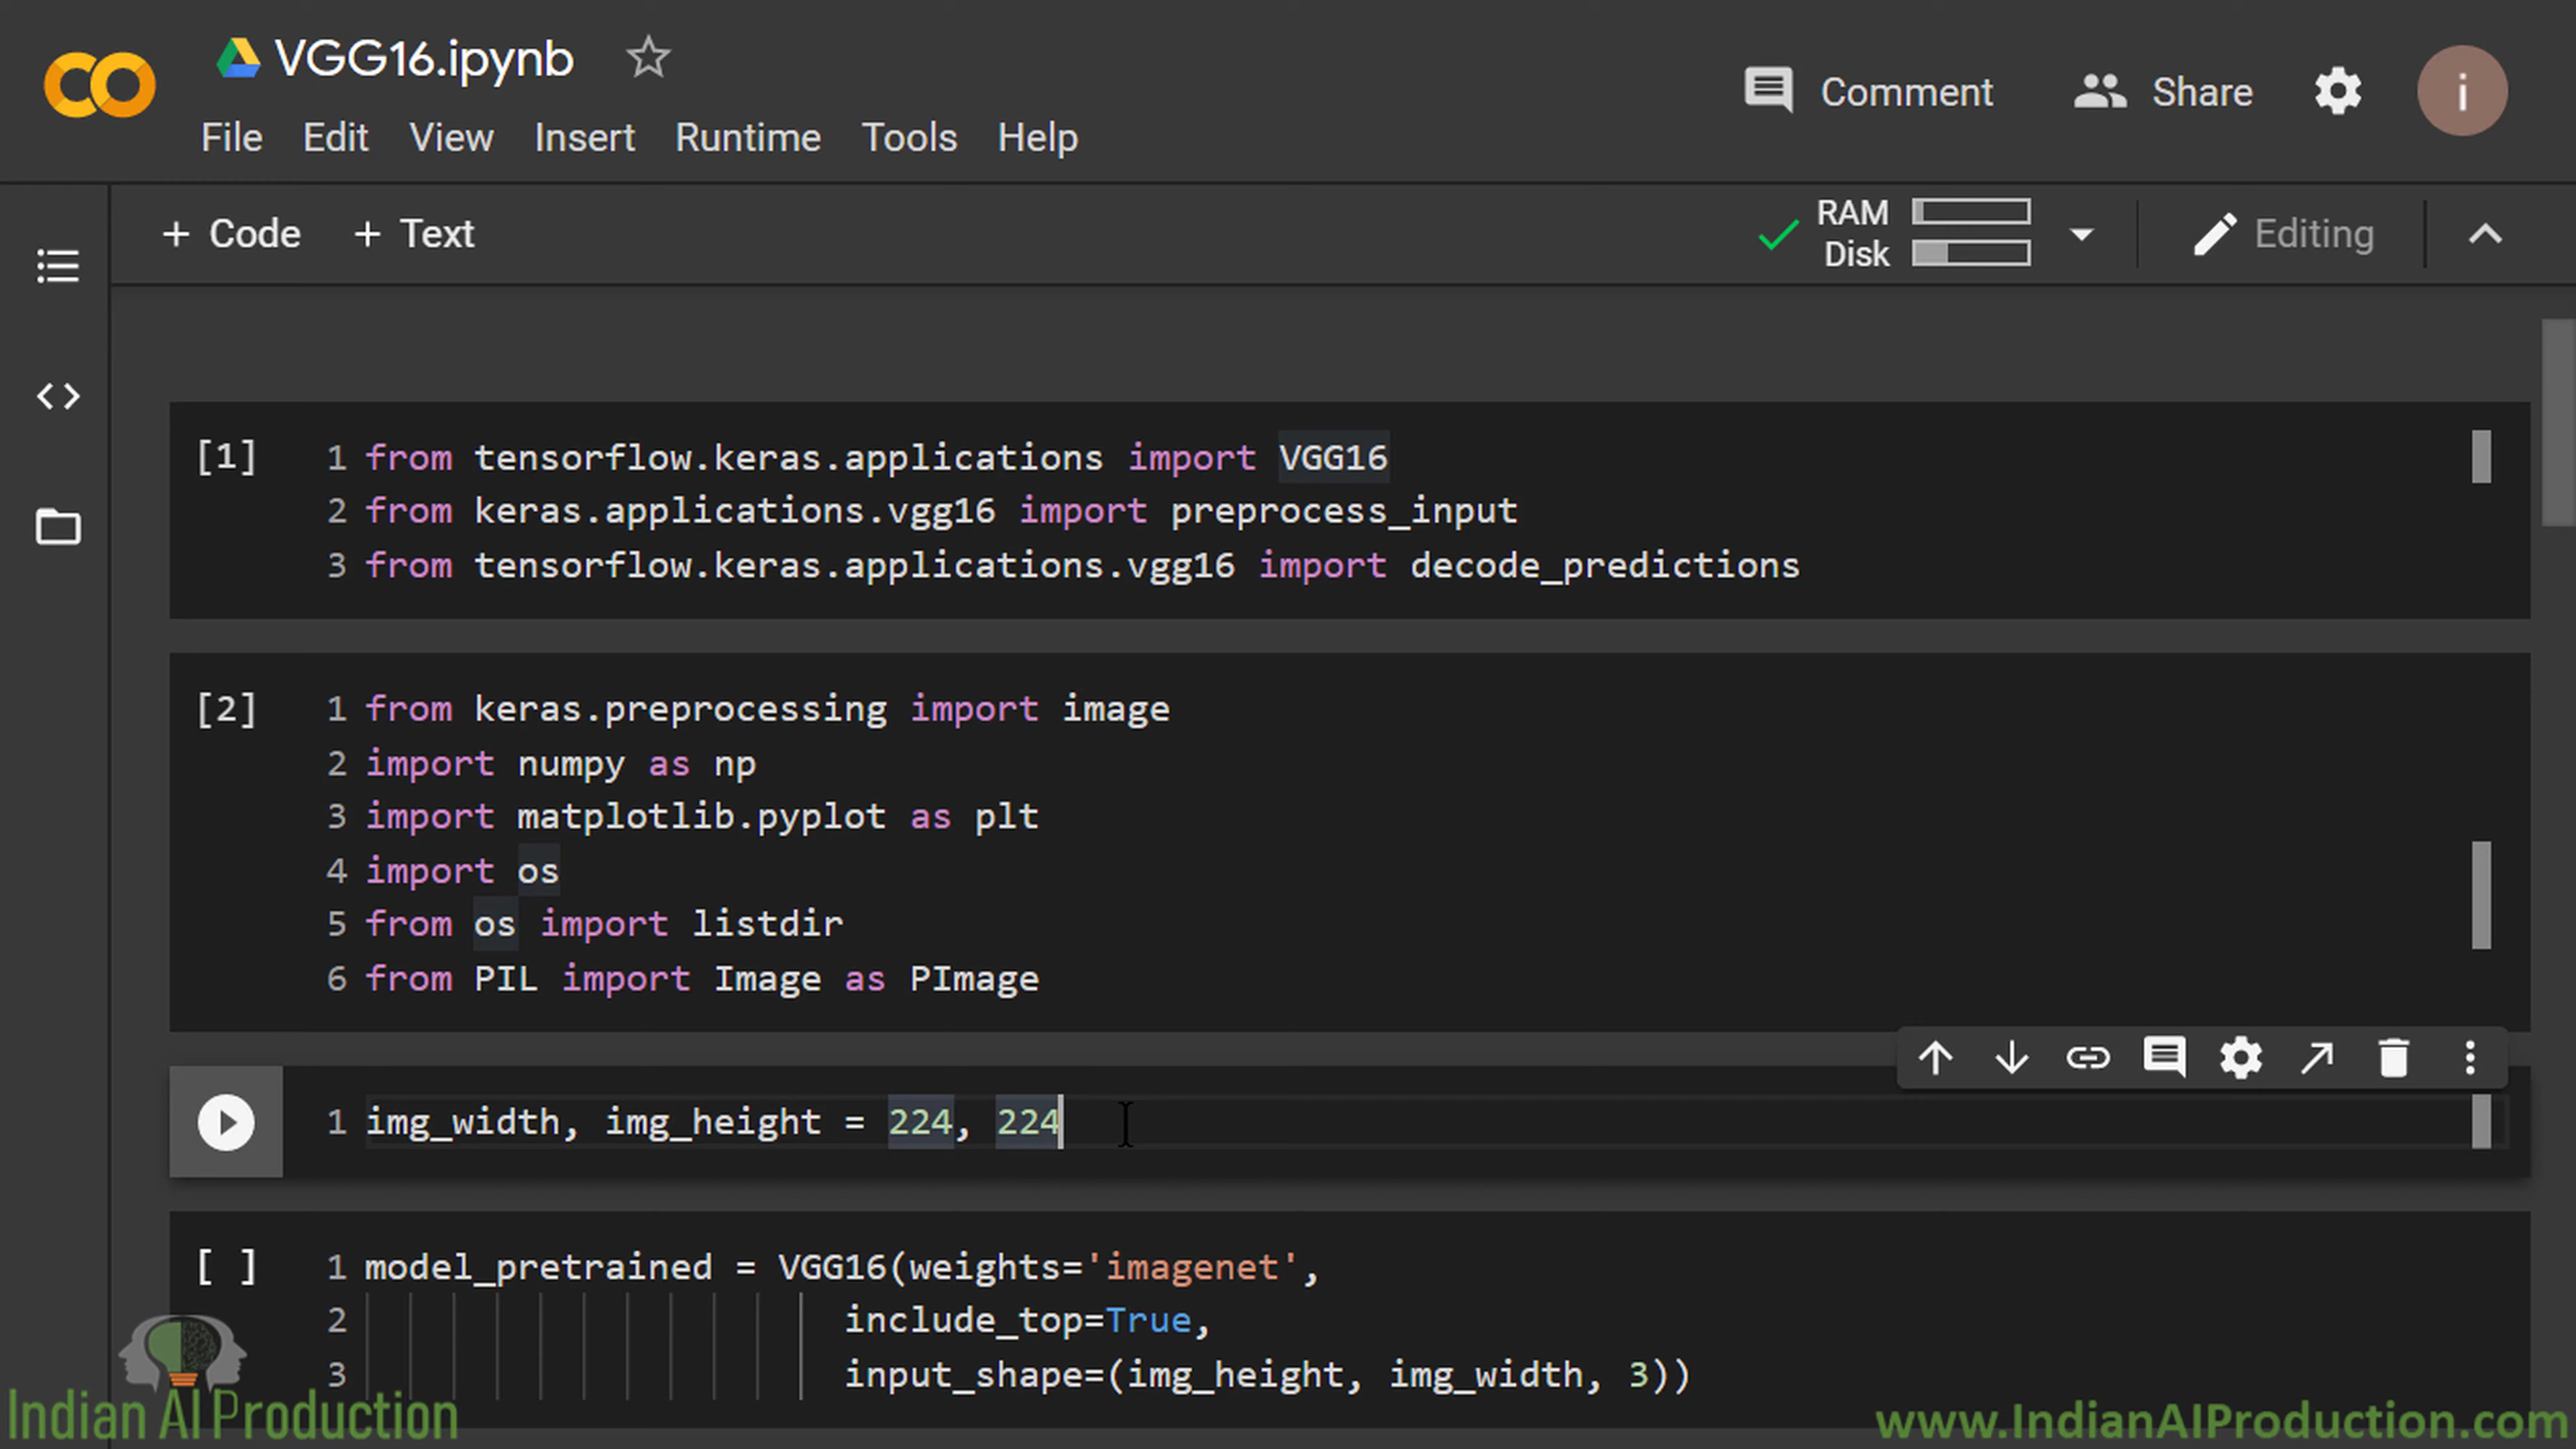 VGG16.ipynb
Comment
Share
i
File Edit View Insert Runtime Tools Help
+ Code + Text
RAM
Disk
Editing
[1] 1 from tensorflow.keras.applications import VGG16
2 from keras.applications.vgg16 import preprocess_input
3 from tensorflow.keras.applications.vgg16 import decode_predictions
[2] 1 from keras.preprocessing import image
2 import numpy as np
3 import matplotlib.pyplot as plt
4 import os
5 from os import listdir
6 from PIL import Image as PImage
1 img_width, img_height = 224, 224
[ ] 1 model_pretrained = VGG16(weights='imagenet',
2 include_top=True,
3 input_shape=(img_height, img_width, 3))
Indian AI Production
www.IndianAIProduction.com